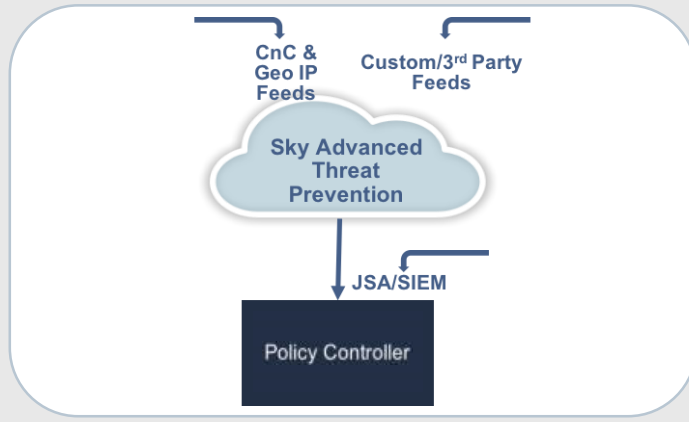 CnC &
Geo IP
Feeds
Custom/3rd Party
Feeds
Sky Advanced
Threat
Prevention
JSA/SIEM
Policy Controller